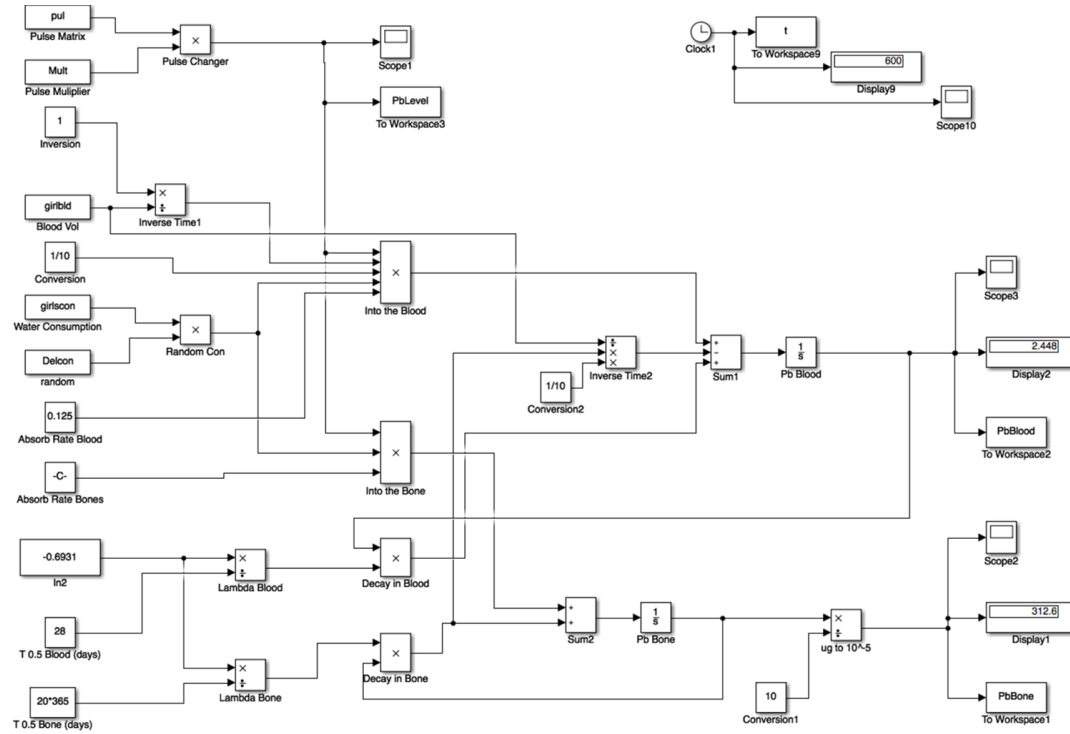 pul
Pulse Matrix
Mult
Pulse Muliplier
×
Pulse Changer
Scope1
PbLevel
To Workspace3
Clock1
t
To Workspace9
600
Display9
Scope10
1
Inversion
girlbld
Blood Vol
×
÷
Inverse Time1
1/10
Conversion
girlscon
Water Consumption
Delcon
random
×
Random Con
×
Into the Blood
0.125
Absorb Rate Blood
-C-
Absorb Rate Bones
×
Into the Bone
÷
×
×
Inverse Time2
1/10
Conversion2
+
−
+
Sum1
1
s
Pb Blood
Scope3
2.448
Display2
PbBlood
To Workspace2
-0.6931
In2
28
T 0.5 Blood (days)
20*365
T 0.5 Bone (days)
×
÷
Lambda Blood
×
÷
Lambda Bone
×
Decay in Blood
×
Decay in Bone
+
+
Sum2
1
s
Pb Bone
10
Conversion1
×
÷
ug to 10^-5
Scope2
312.6
Display1
PbBone
To Workspace1